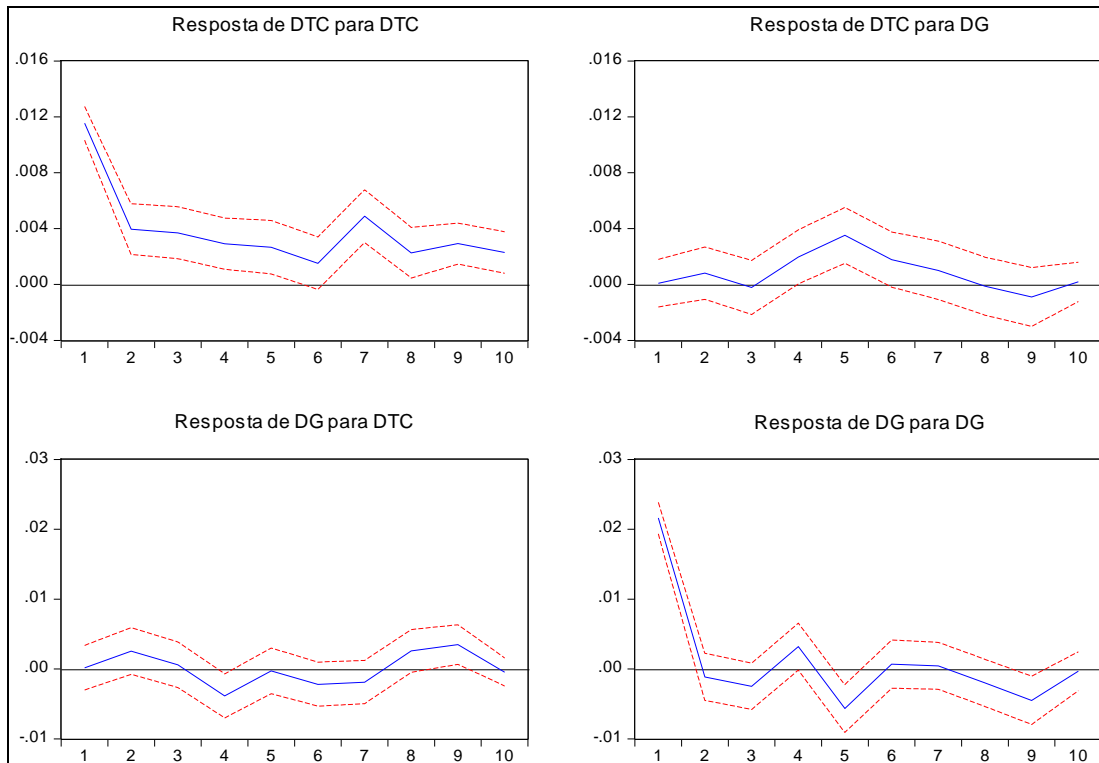 Resposta de DTC para DTC
.016
.012
.008
.004
.000
-.004
1 2 3 4 5 6 7 8 9 10
Resposta de DTC para DG
.016
.012
.008
.004
.000
-.004
1 2 3 4 5 6 7 8 9 10
Resposta de DG para DTC
.03
.02
.01
.00
-.01
1 2 3 4 5 6 7 8 9 10
Resposta de DG para DG
.03
.02
.01
.00
-.01
1 2 3 4 5 6 7 8 9 10